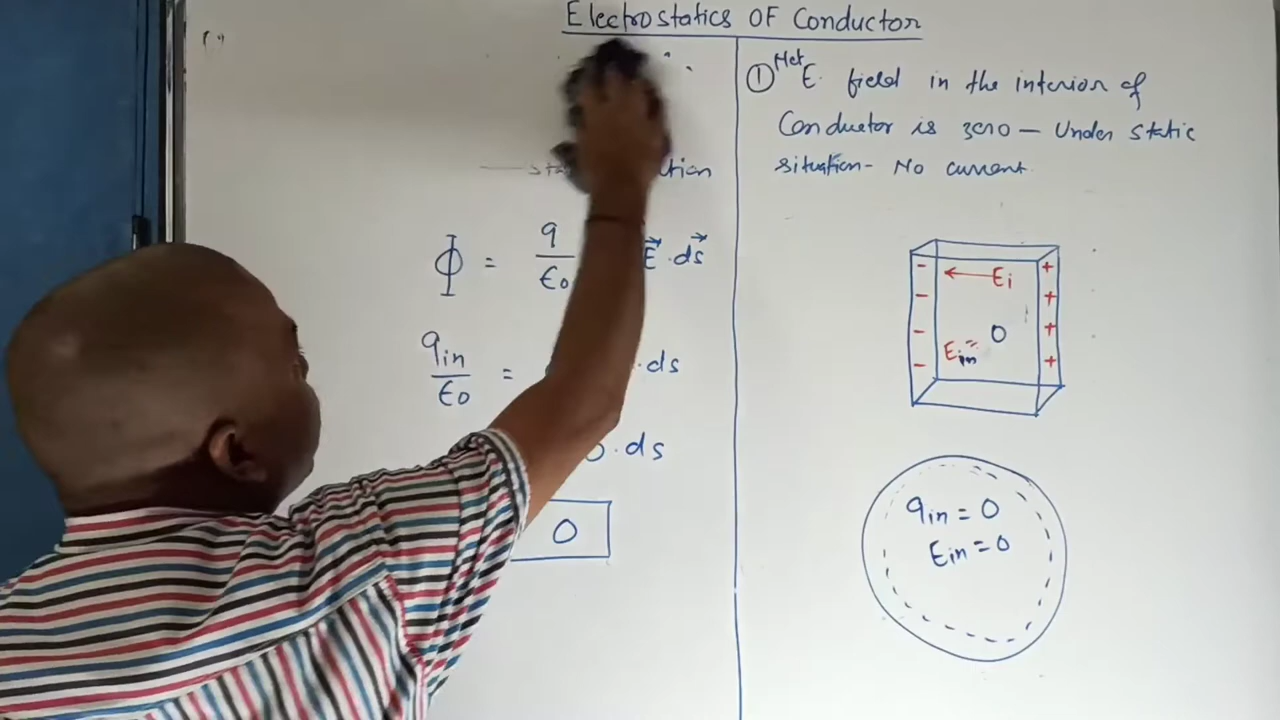 Electrostatics OF Conductor
Φ = q/ε0 E⃗.ds⃗
qin/ε0 = .ds
0.ds
0
① Net E. field in the interior of
Conductor is zero – Under static
situation- No current.
- +
Ei
- +
- +
Ein = 0
- +
qin = 0
Ein = 0